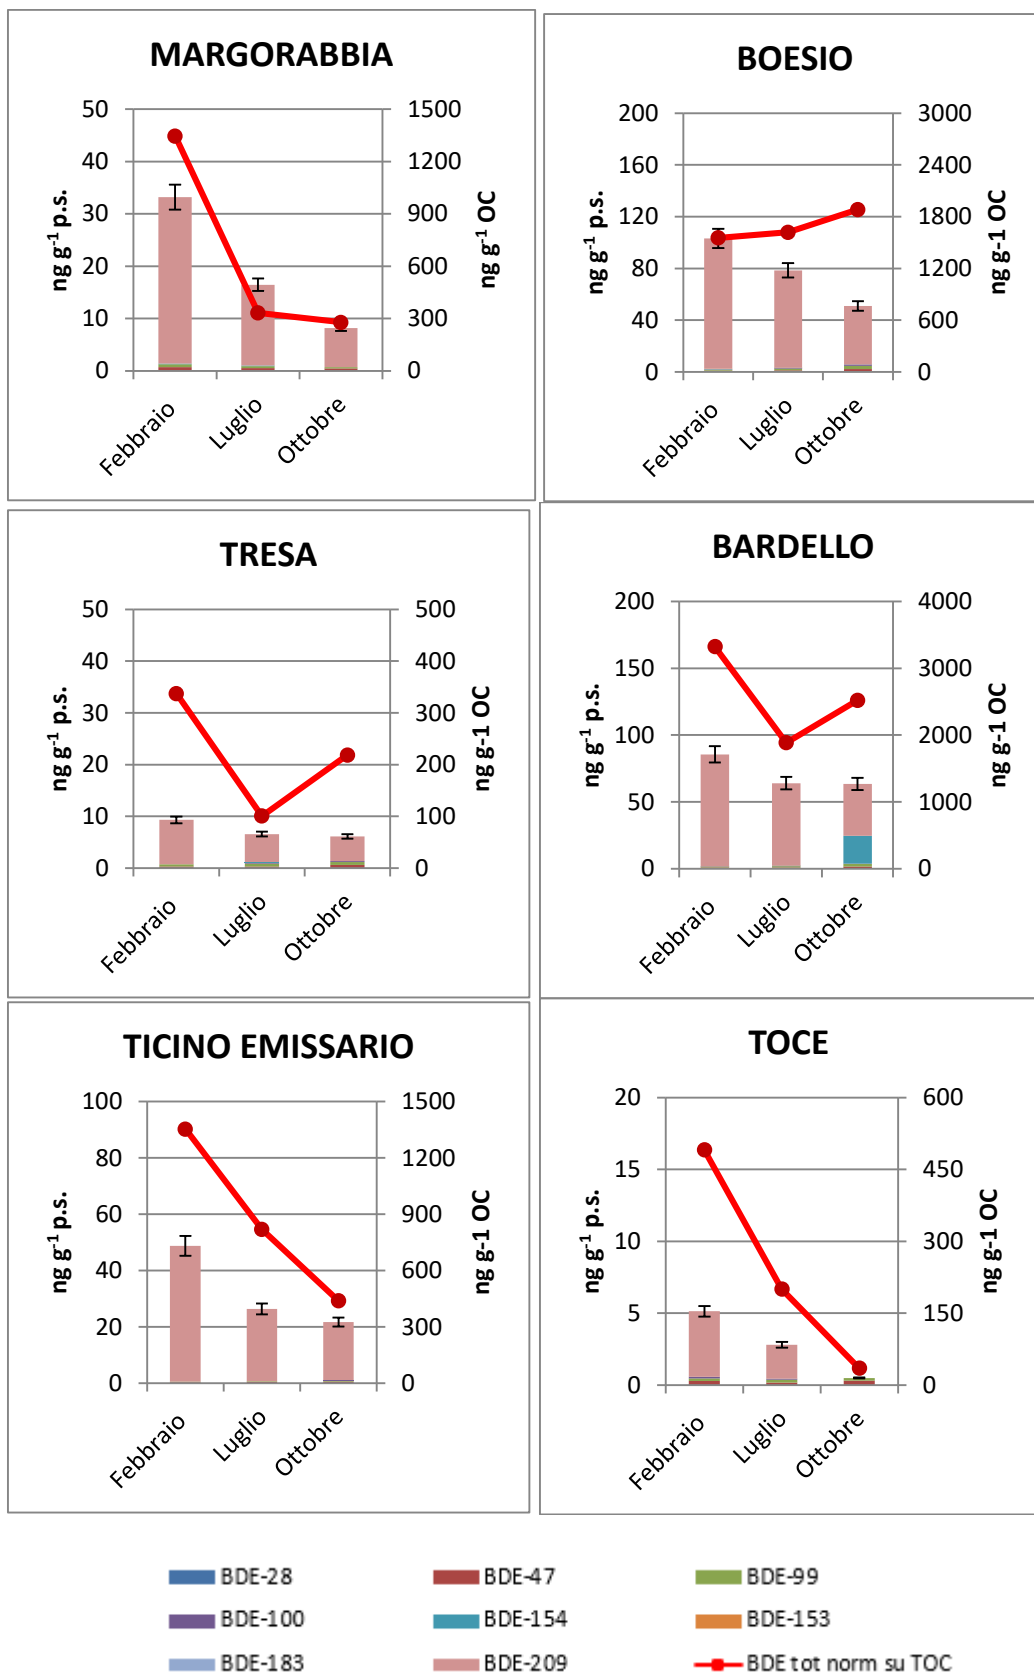 MARGORABBIA
50
40
30
20
10
0
ng g-1 p.s.
1500
1200
900
600
300
0
ng g-1 OC
Febbraio
Luglio
Ottobre
BOESIO
200
160
120
80
40
0
ng g-1 p.s.
3000
2400
1800
1200
600
0
ng g-1 OC
Febbraio
Luglio
Ottobre
TRESA
50
40
30
20
10
0
ng g-1 p.s.
500
400
300
200
100
0
ng g-1 OC
Febbraio
Luglio
Ottobre
BARDELLO
200
150
100
50
0
ng g-1 p.s.
4000
3000
2000
1000
0
ng g-1 OC
Febbraio
Luglio
Ottobre
TICINO EMISSARIO
100
80
60
40
20
0
ng g-1 p.s.
1500
1200
900
600
300
0
ng g-1 OC
Febbraio
Luglio
Ottobre
TOCE
20
15
10
5
0
ng g-1 p.s.
600
450
300
150
0
ng g-1 OC
Febbraio
Luglio
Ottobre
BDE-28 BDE-47 BDE-99
BDE-100 BDE-154 BDE-153
BDE-183 BDE-209 BDE tot norm su TOC